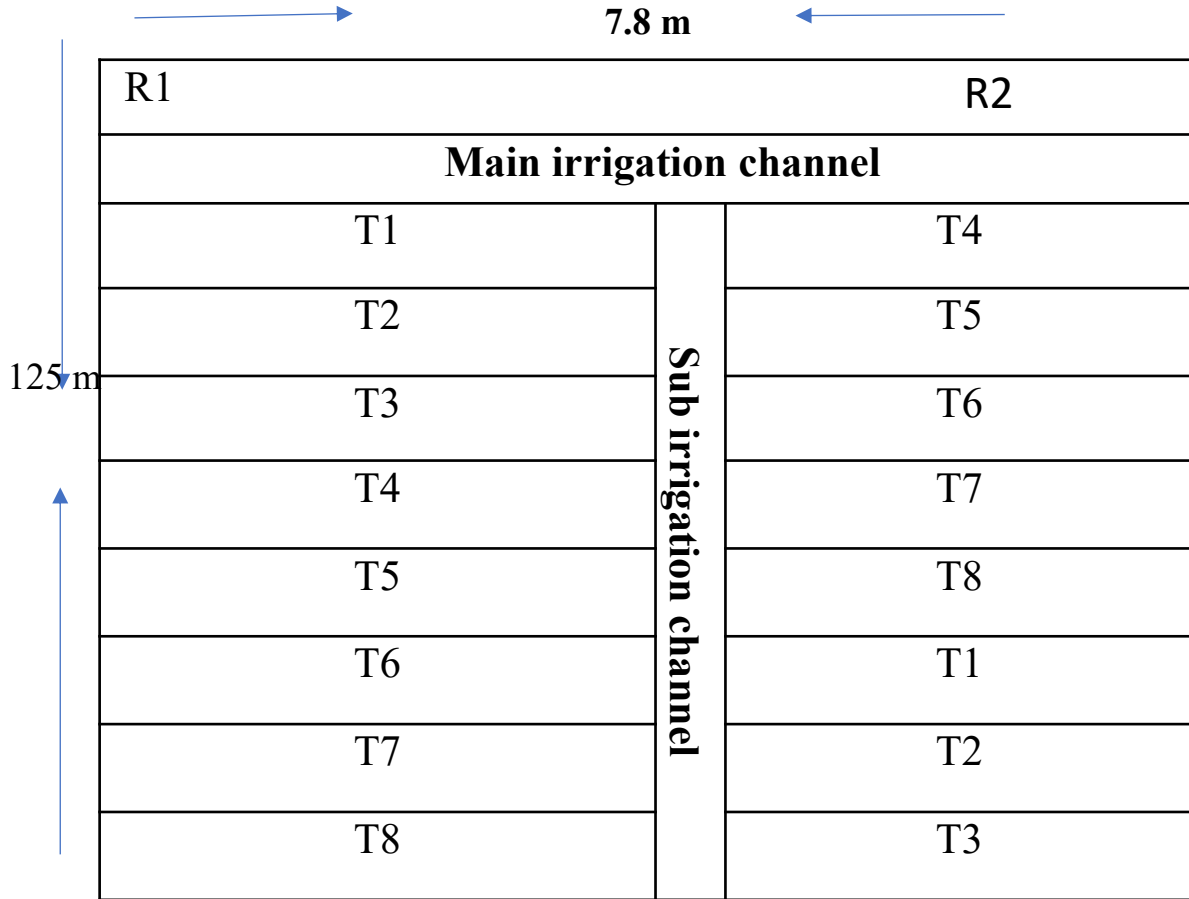 7.8 m
R1 R2
Main irrigation channel
T1 T4
T2 T5
125 m
T3 T6
T4 T7
T5 T8
T6 T1
T7 T2
T8 T3
Sub irrigation channel